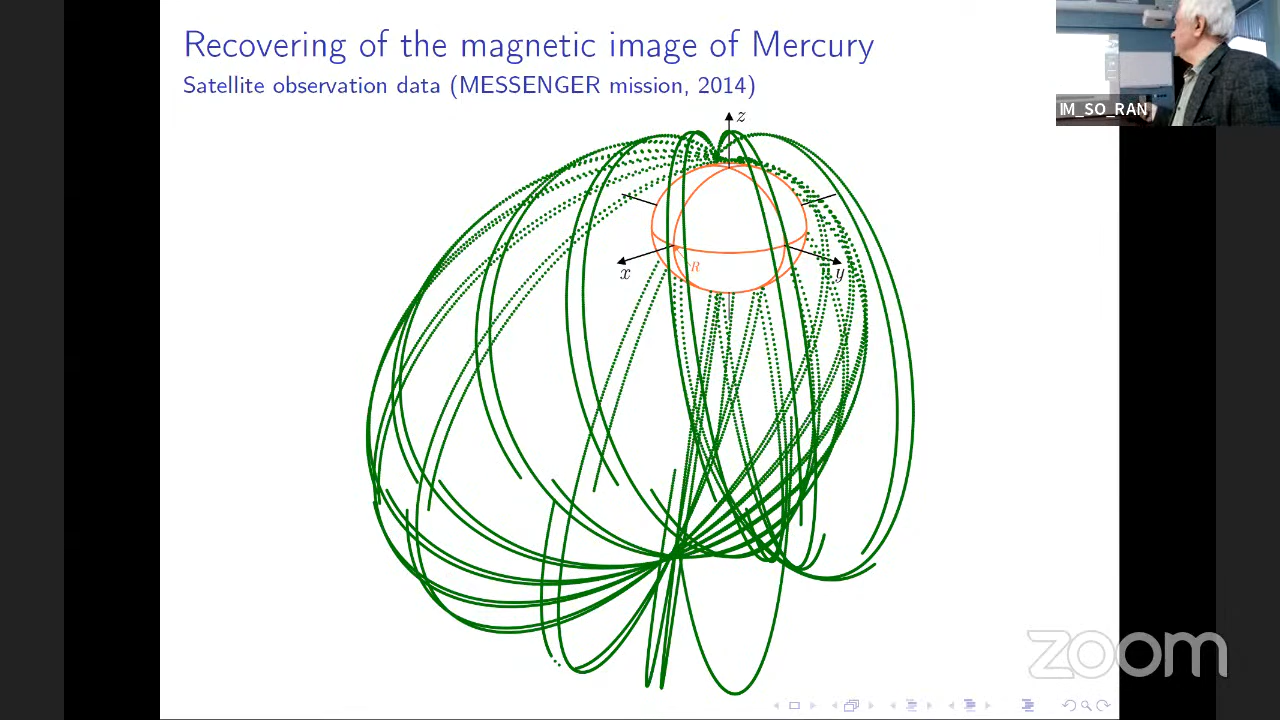 Recovering of the magnetic image of Mercury
Satellite observation data (MESSENGER mission, 2014)
IM_SO_RAN
z
x
R
y
zoom